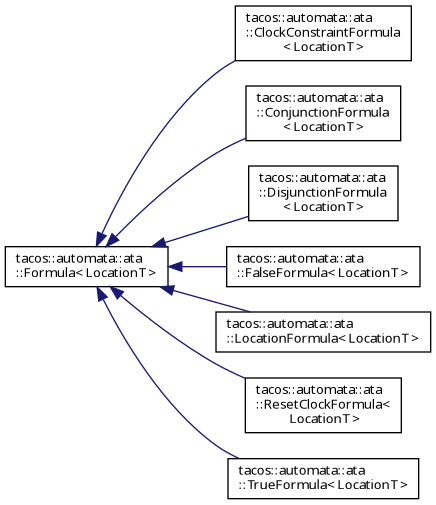 tacos::automata::ata
::ClockConstraintFormula
< LocationT >
tacos::automata::ata
::ConjunctionFormula
< LocationT >
tacos::automata::ata
::DisjunctionFormula
< LocationT >
tacos::automata::ata
::Formula< LocationT >
tacos::automata::ata
::FalseFormula< LocationT >
tacos::automata::ata
::LocationFormula< LocationT >
tacos::automata::ata
::ResetClockFormula<
LocationT >
tacos::automata::ata
::TrueFormula< LocationT >